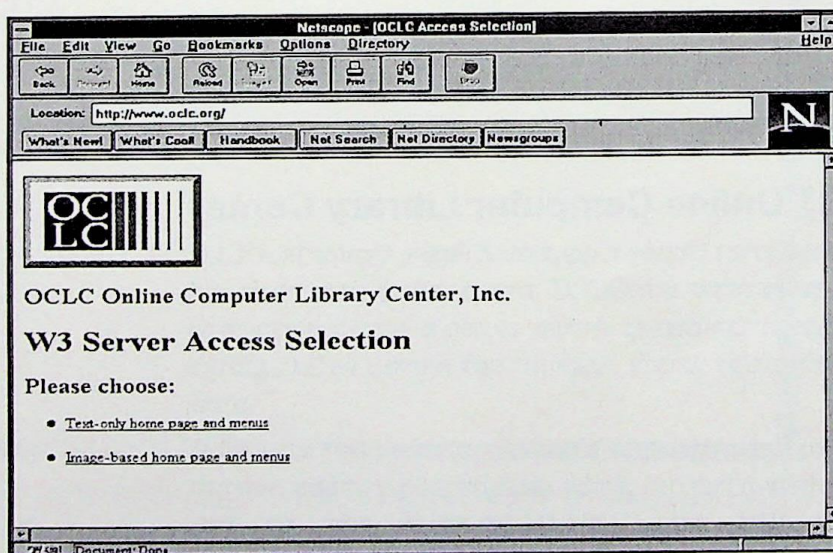 Netscape - [OCLC Access Selection]
File Edit View Go Bookmarks Options Directory Help
Back Forward Home Reload Images Open Print Find Stop
Location: http://www.oclc.org/
What's New! What's Cool! Handbook Net Search Net Directory Newsgroups
N
OC
LC
OCLC Online Computer Library Center, Inc.
W3 Server Access Selection
Please choose:
Text-only home page and menus
Image-based home page and menus
Document: Done